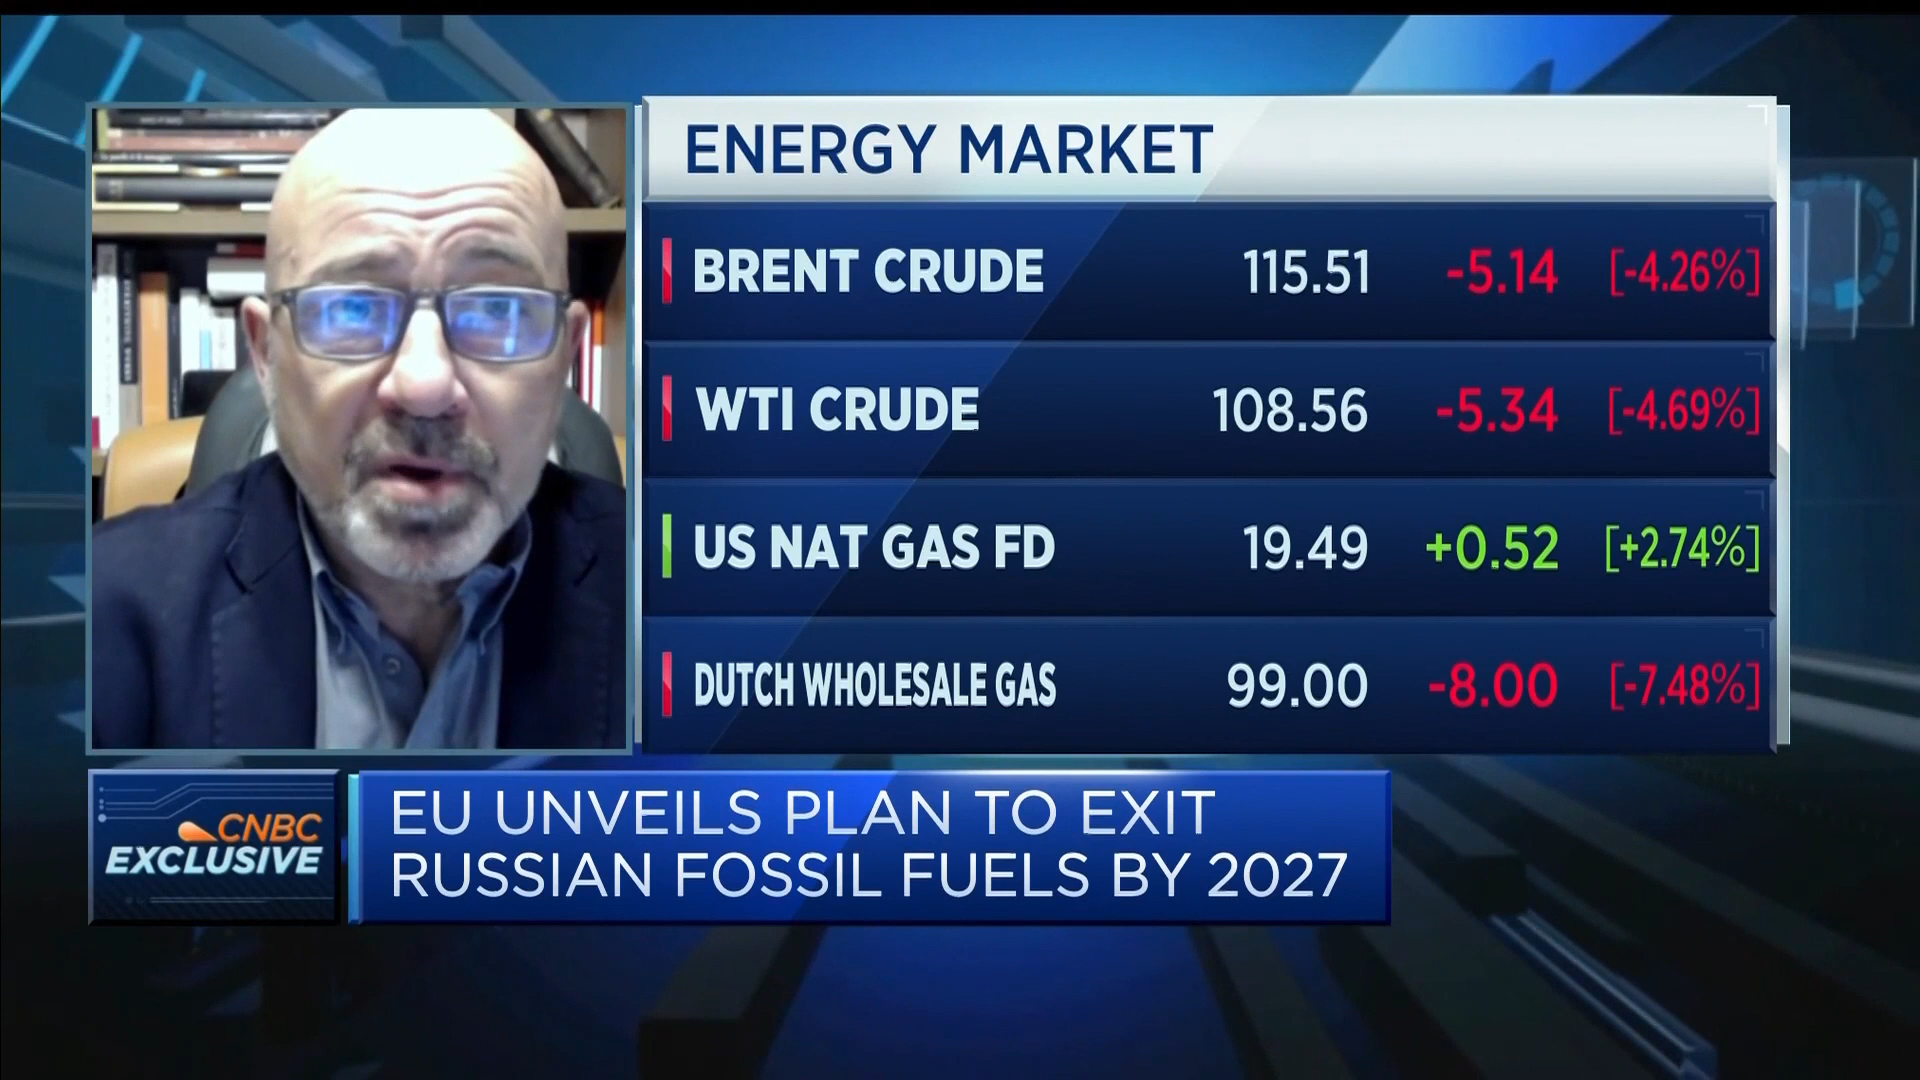 ENERGY MARKET
BRENT CRUDE 115.51 -5.14 [-4.26%]
WTI CRUDE 108.56 -5.34 [-4.69%]
US NAT GAS FD 19.49 +0.52 [+2.74%]
DUTCH WHOLESALE GAS 99.00 -8.00 [-7.48%]
CNBC
EXCLUSIVE
EU UNVEILS PLAN TO EXIT
RUSSIAN FOSSIL FUELS BY 2027